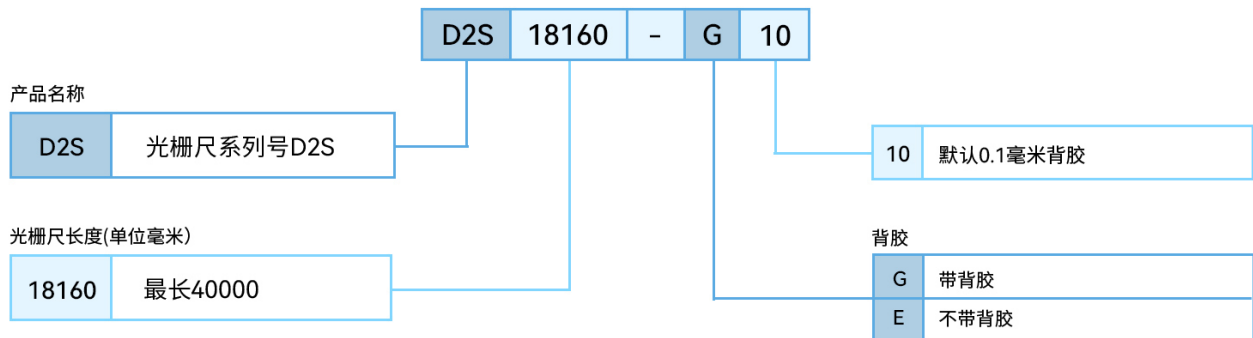 D2S 18160 - G 10
产品名称
D2S 光栅尺系列号D2S
10 默认0.1毫米背胶
光栅尺长度(单位毫米）
18160 最长40000
背胶
G 带背胶
E 不带背胶